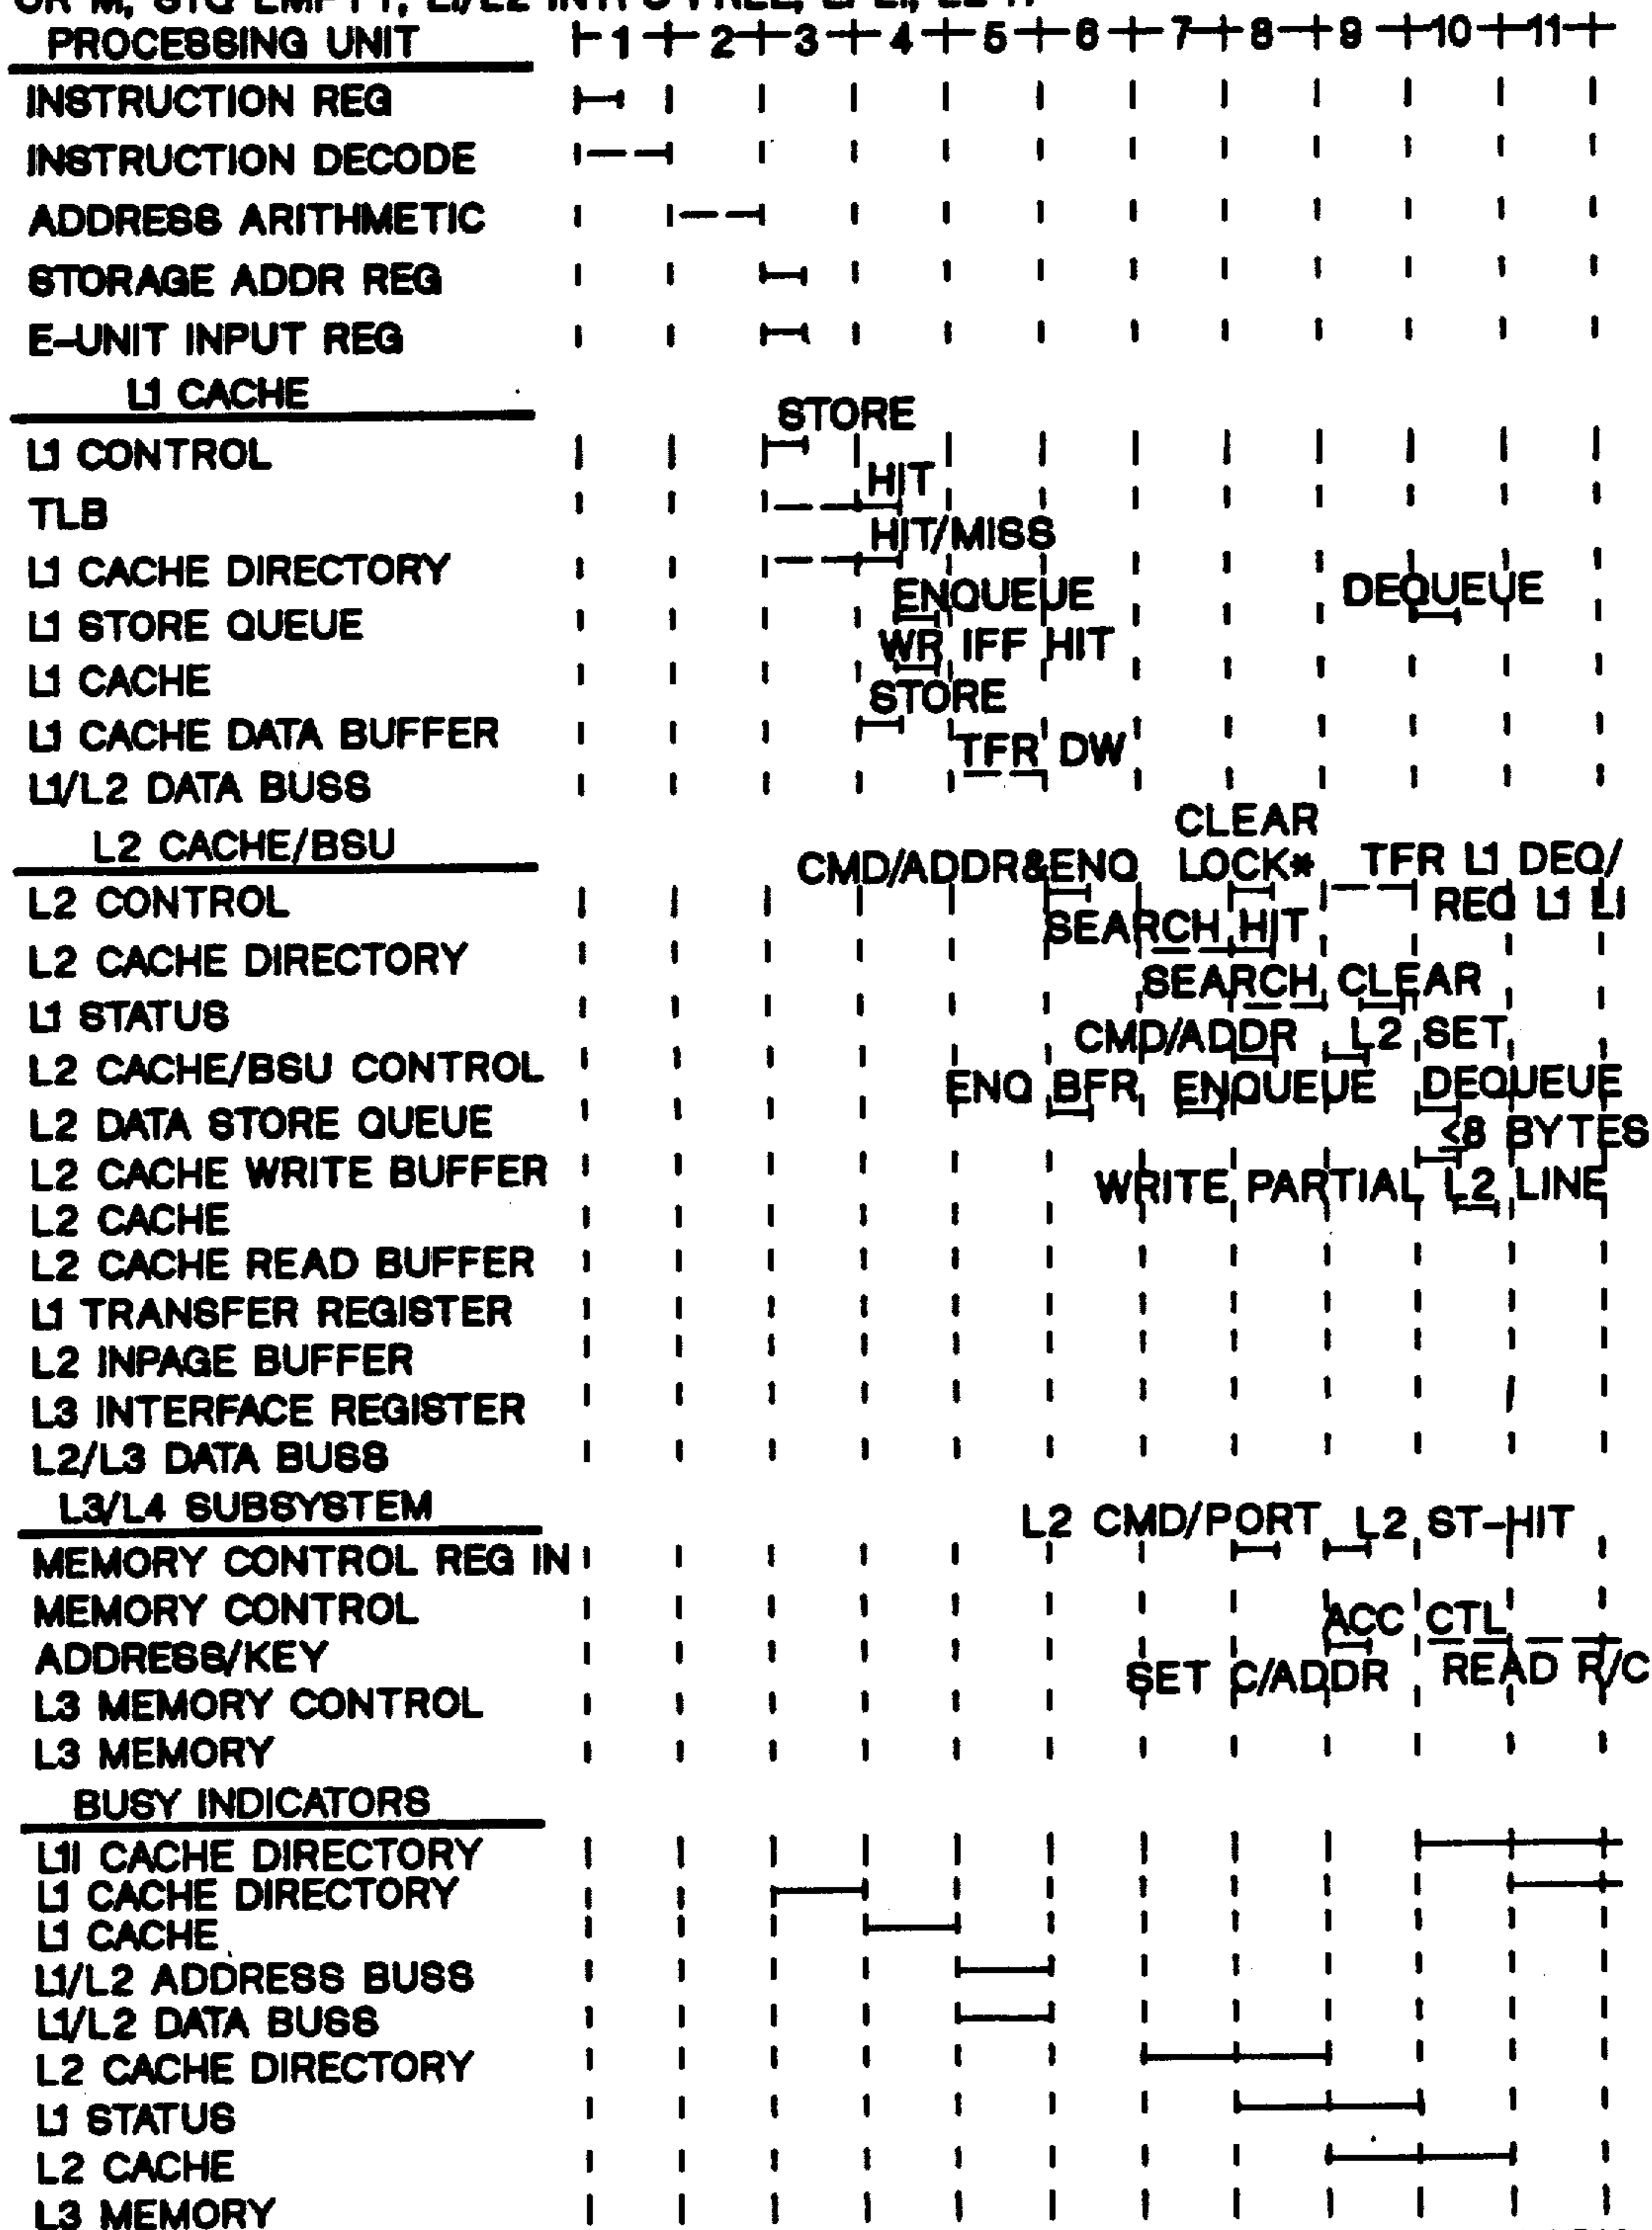 OR M, STQ EMPTY, L1/L2 INTFC FREE,
PROCESSING UNIT 1 2 3 4 5 6 7 8 9 10 11
INSTRUCTION REG
INSTRUCTION DECODE
ADDRESS ARITHMETIC
STORAGE ADDR REG
E-UNIT INPUT REG
L1 CACHE
STORE
L1 CONTROL
HIT
TLB
HIT/MISS
L1 CACHE DIRECTORY
ENQUEUE DEQUEUE
L1 STORE QUEUE
WR IFF HIT
L1 CACHE
STORE
L1 CACHE DATA BUFFER
TFR DW
L1/L2 DATA BUSS
CLEAR
L2 CACHE/BSU
CMD/ADDR&ENQ LOCK* TFR L1 DEQ/
L2 CONTROL REQ L1 LI
SEARCH HIT
L2 CACHE DIRECTORY
SEARCH CLEAR
L1 STATUS
CMD/ADDR L2 SET
L2 CACHE/BSU CONTROL
ENQ BFR ENQUEUE DEQUEUE
L2 DATA STORE QUEUE
<8 BYTES
L2 CACHE WRITE BUFFER
WRITE PARTIAL L2 LINE
L2 CACHE
L2 CACHE READ BUFFER
L1 TRANSFER REGISTER
L2 INPAGE BUFFER
L3 INTERFACE REGISTER
L2/L3 DATA BUSS
L3/L4 SUBSYSTEM
L2 CMD/PORT L2 ST-HIT
MEMORY CONTROL REG IN
MEMORY CONTROL
ACC CTL
ADDRESS/KEY
SET C/ADDR READ R/C
L3 MEMORY CONTROL
L3 MEMORY
BUSY INDICATORS
L1I CACHE DIRECTORY
L1 CACHE DIRECTORY
L1 CACHE
L1/L2 ADDRESS BUSS
L1/L2 DATA BUSS
L2 CACHE DIRECTORY
L1 STATUS
L2 CACHE
L3 MEMORY